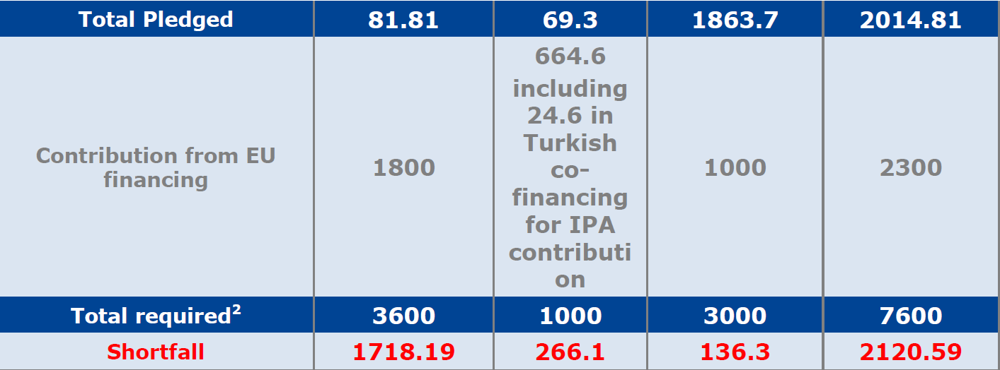 Total Pledged 81.81 69.3 1863.7 2014.81
Contribution from EU
financing
1800
664.6
including
24.6 in
Turkish
co-
financing
for IPA
contributi
on
1000
2300
Total required2 3600 1000 3000 7600
Shortfall 1718.19 266.1 136.3 2120.59